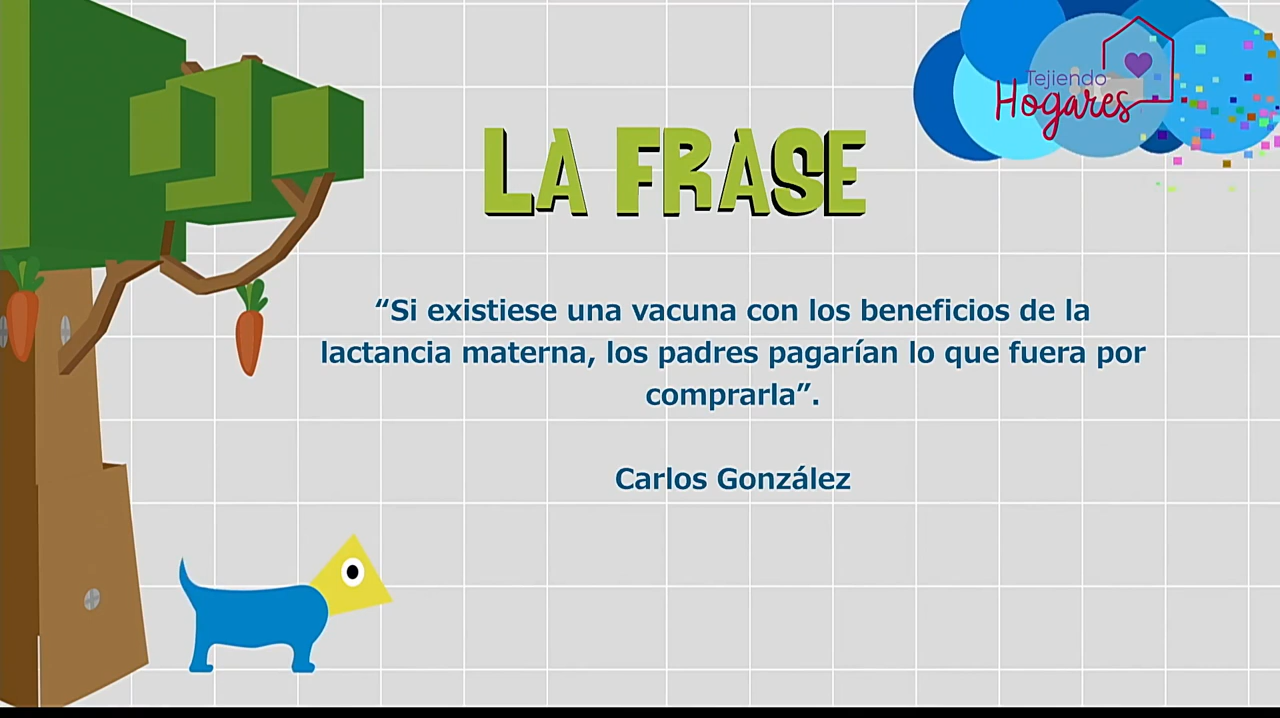 Tejiendo
Hogares
LA FRASE
“Si existiese una vacuna con los beneficios de la
lactancia materna, los padres pagarían lo que fuera por
comprarla”.
Carlos González